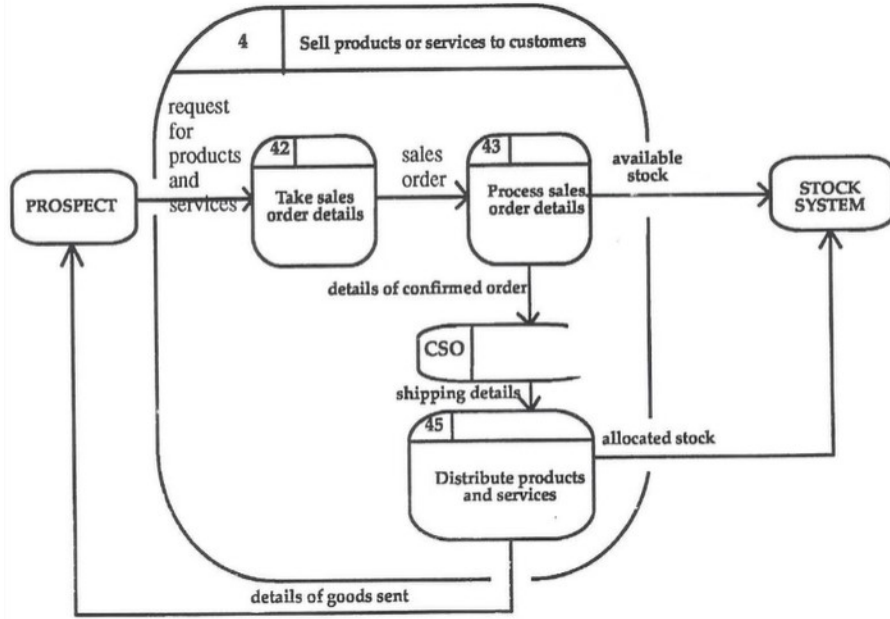 4
Sell products or services to customers
request
for
products
and
services
42
Take sales
order details
sales
order
43
Process sales
order details
available
stock
PROSPECT
STOCK
SYSTEM
details of confirmed order
CSO
shipping details
45
Distribute products
and services
allocated stock
details of goods sent